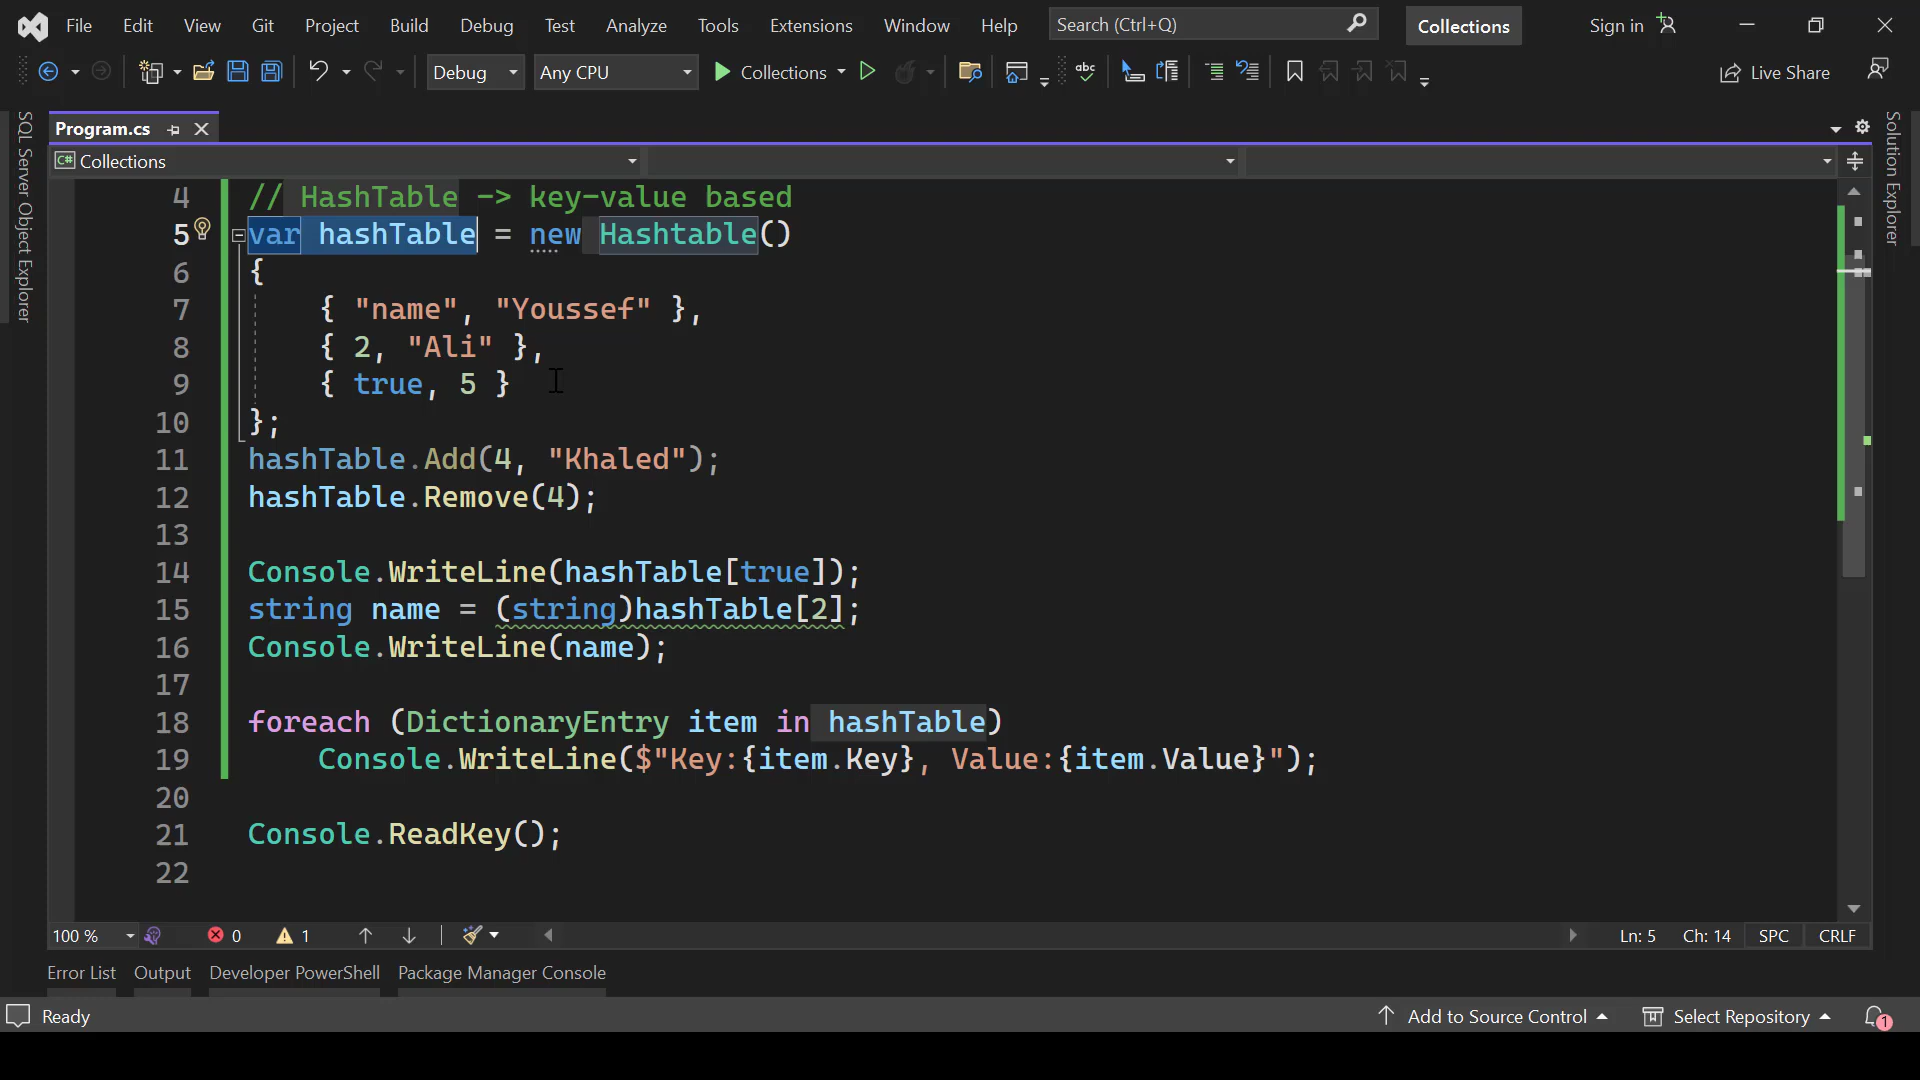 File Edit View Git Project Build Debug Test Analyze Tools Extensions Window Help Search (Ctrl+Q) Collections Sign in
Debug Any CPU Collections abc Live Share
SQL Server Object Explorer
Solution Explorer
Program.cs
C# Collections
4 // HashTable -> key-value based
5 var hashTable = new Hashtable()
6 {
7 { "name", "Youssef" },
8 { 2, "Ali" },
9 { true, 5 }
10 };
11 hashTable.Add(4, "Khaled");
12 hashTable.Remove(4);
13
14 Console.WriteLine(hashTable[true]);
15 string name = (string)hashTable[2];
16 Console.WriteLine(name);
17
18 foreach (DictionaryEntry item in hashTable)
19 Console.WriteLine($"Key:{item.Key}, Value:{item.Value}");
20
21 Console.ReadKey();
22
100 % 0 1 Ln: 5 Ch: 14 SPC CRLF
Error List Output Developer PowerShell Package Manager Console
Ready Add to Source Control Select Repository 1